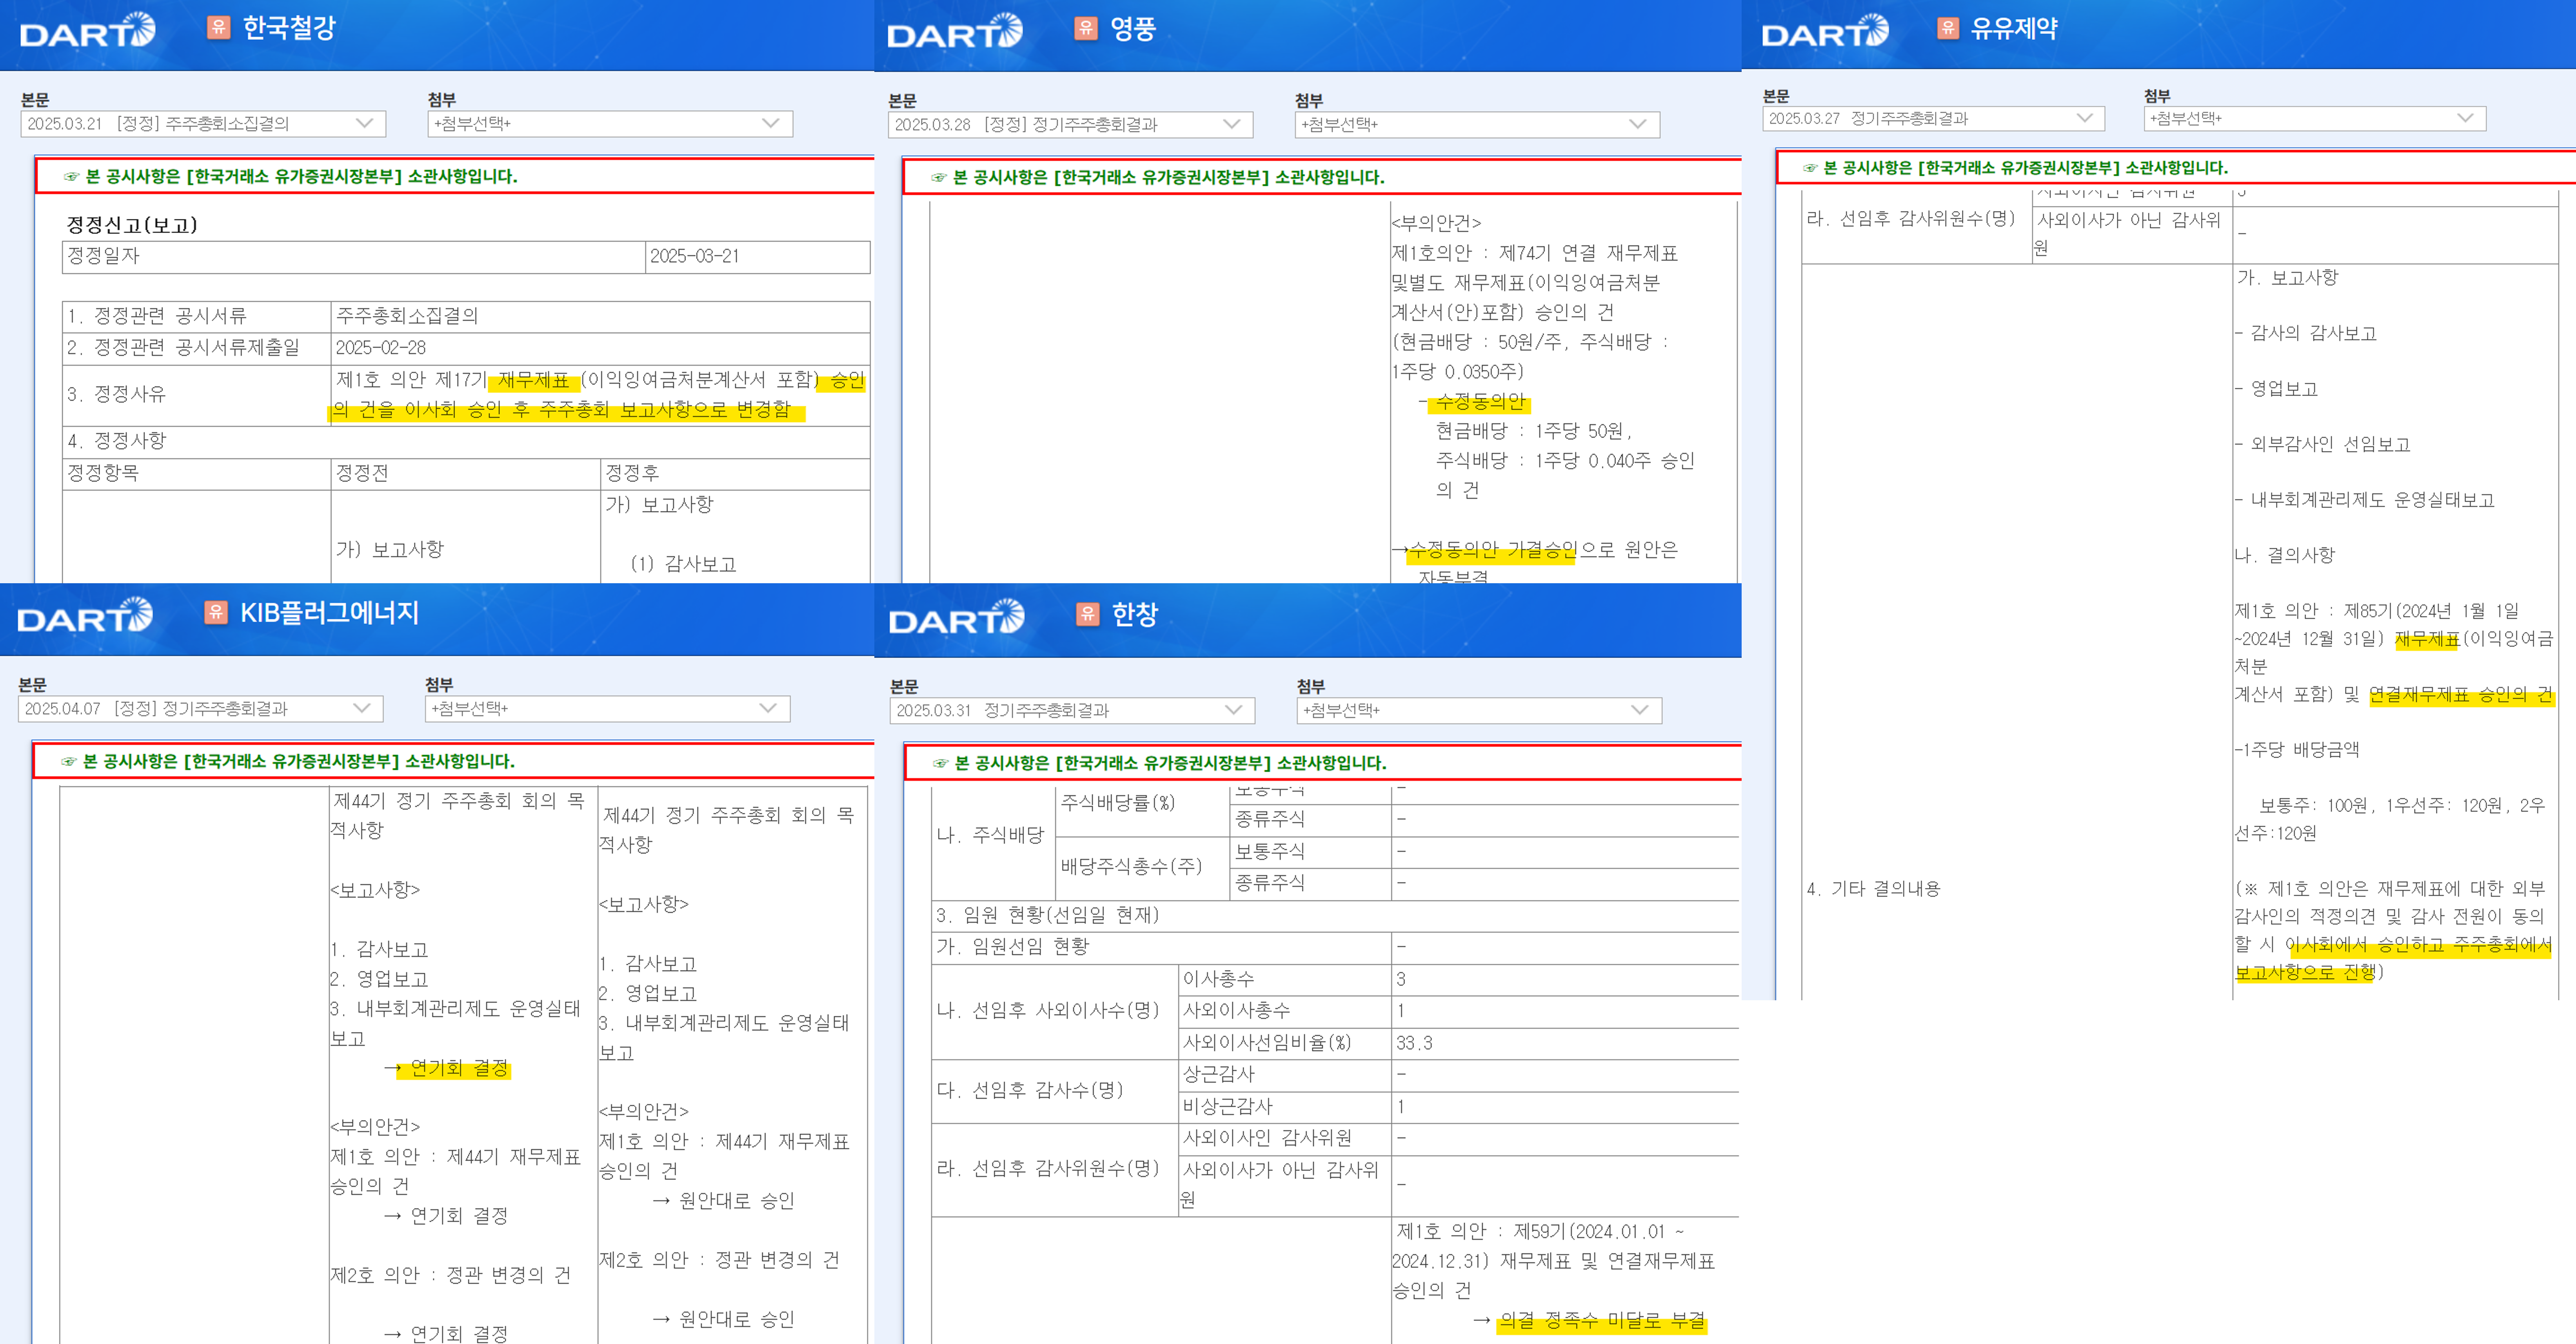 DART 유 한국철강
본문 첨부
2025.03.21 [정정] 주주총회소집결의 +첨부선택+
☞ 본 공시사항은 [한국거래소 유가증권시장본부] 소관사항입니다.
정정신고(보고)
정정일자 2025-03-21
1. 정정관련 공시서류 주주총회소집결의
2. 정정관련 공시서류제출일 2025-02-28
3. 정정사유
제1호 의안 제17기 재무제표 (이익잉여금처분계산서 포함) 승인
의 건을 이사회 승인 후 주주총회 보고사항으로 변경함
4. 정정사항
정정항목 정정전 정정후
가) 보고사항
가) 보고사항
(1) 감사보고
DART 유 영풍
본문 첨부
2025.03.28 [정정] 정기주주총회결과 +첨부선택+
☞ 본 공시사항은 [한국거래소 유가증권시장본부] 소관사항입니다.
<부의안건>
제1호의안 : 제74기 연결 재무제표
및별도 재무제표(이익잉여금처분
계산서(안)포함) 승인의 건
(현금배당 : 50원/주, 주식배당 :
1주당 0.0350주)
- 수정동의안
현금배당 : 1주당 50원,
주식배당 : 1주당 0.040주 승인
의 건
→수정동의안 가결승인으로 원안은
자동부결
DART 유 유유제약
본문 첨부
2025.03.27 정기주주총회결과 +첨부선택+
☞ 본 공시사항은 [한국거래소 유가증권시장본부] 소관사항입니다.
라. 선임후 감사위원수(명)
사외이사가 아닌 감사위
원
-
가. 보고사항
- 감사의 감사보고
- 영업보고
- 외부감사인 선임보고
- 내부회계관리제도 운영실태보고
나. 결의사항
제1호 의안 : 제85기(2024년 1월 1일
~2024년 12월 31일) 재무제표(이익잉여금
처분
계산서 포함) 및 연결재무제표 승인의 건
-1주당 배당금액
보통주: 100원, 1우선주: 120원, 2우
선주:120원
4. 기타 결의내용
(※ 제1호 의안은 재무제표에 대한 외부
감사인의 적정의견 및 감사 전원이 동의
할 시 이사회에서 승인하고 주주총회에서
보고사항으로 진행)
DART 유 KIB플러그에너지
본문 첨부
2025.04.07 [정정] 정기주주총회결과 +첨부선택+
☞ 본 공시사항은 [한국거래소 유가증권시장본부] 소관사항입니다.
제44기 정기 주주총회 회의 목
적사항
<보고사항>
1. 감사보고
2. 영업보고
3. 내부회계관리제도 운영실태
보고
→ 연기회 결정
<부의안건>
제1호 의안 : 제44기 재무제표
승인의 건
→ 연기회 결정
제2호 의안 : 정관 변경의 건
→ 연기회 결정
제44기 정기 주주총회 회의 목
적사항
<보고사항>
1. 감사보고
2. 영업보고
3. 내부회계관리제도 운영실태
보고
<부의안건>
제1호 의안 : 제44기 재무제표
승인의 건
→ 원안대로 승인
제2호 의안 : 정관 변경의 건
→ 원안대로 승인
DART 유 한창
본문 첨부
2025.03.31 정기주주총회결과 +첨부선택+
☞ 본 공시사항은 [한국거래소 유가증권시장본부] 소관사항입니다.
나. 주식배당
주식배당률(%) 보통주식 -
종류주식 -
배당주식총수(주) 보통주식 -
종류주식 -
3. 임원 현황(선임일 현재)
가. 임원선임 현황 -
나. 선임후 사외이사수(명)
이사총수 3
사외이사총수 1
사외이사선임비율(%) 33.3
다. 선임후 감사수(명)
상근감사 -
비상근감사 1
라. 선임후 감사위원수(명)
사외이사인 감사위원 -
사외이사가 아닌 감사위
원
-
제1호 의안 : 제59기(2024.01.01 ~
2024.12.31) 재무제표 및 연결재무제표
승인의 건
→ 의결 정족수 미달로 부결